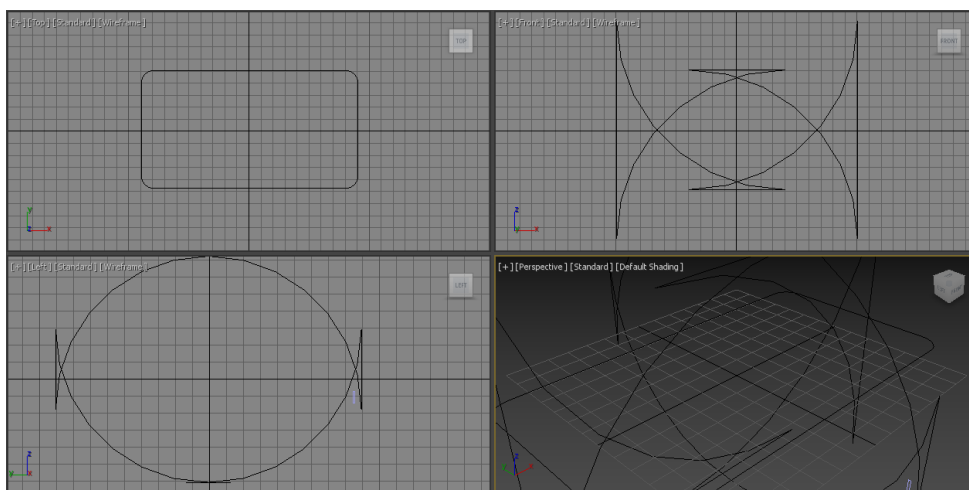 [+] [Top] [Standard] [Wireframe]
TOP
y
z x
[+] [Front] [Standard] [Wireframe]
FRONT
z
y x
[+] [Left] [Standard] [Wireframe]
LEFT
z
y x
[+] [Perspective] [Standard] [Default Shading]
z